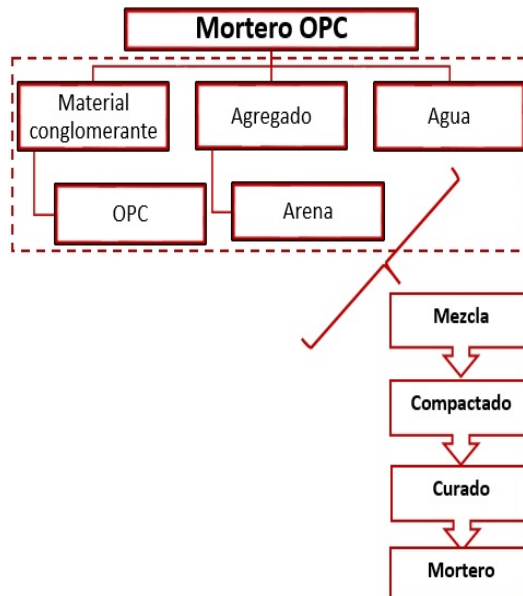 Mortero OPC
Material
conglomerante
Agregado
Agua
OPC
Arena
Mezcla
Compactado
Curado
Mortero